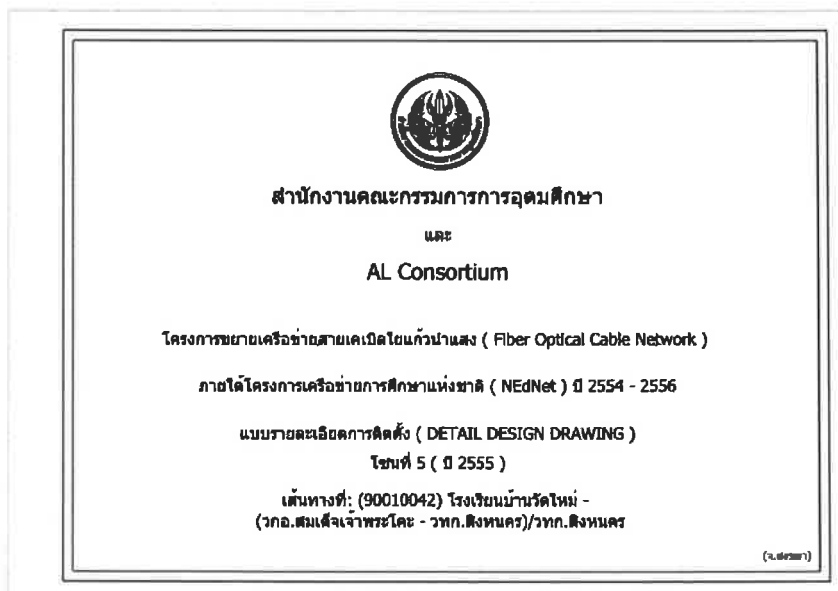 สำนักงานคณะกรรมการการอุดมศึกษา
และ
AL Consortium
โครงการขยายเครือข่ายสายเคเบิลใยแก้วนำแสง ( Fiber Optical Cable Network )
ภายใต้โครงการเครือข่ายการศึกษาแห่งชาติ ( NEdNet ) ปี 2554 - 2556
แบบรายละเอียดการติดตั้ง ( DETAIL DESIGN DRAWING )
โซนที่ 5 ( ปี 2555 )
เส้นทางที่: (90010042) โรงเรียนบ้านวัดใหม่ -
(วกอ.สมเด็จเจ้าพระโคะ - วทก.สิงหนคร)/วทก.สิงหนคร
(จ.สงขลา)